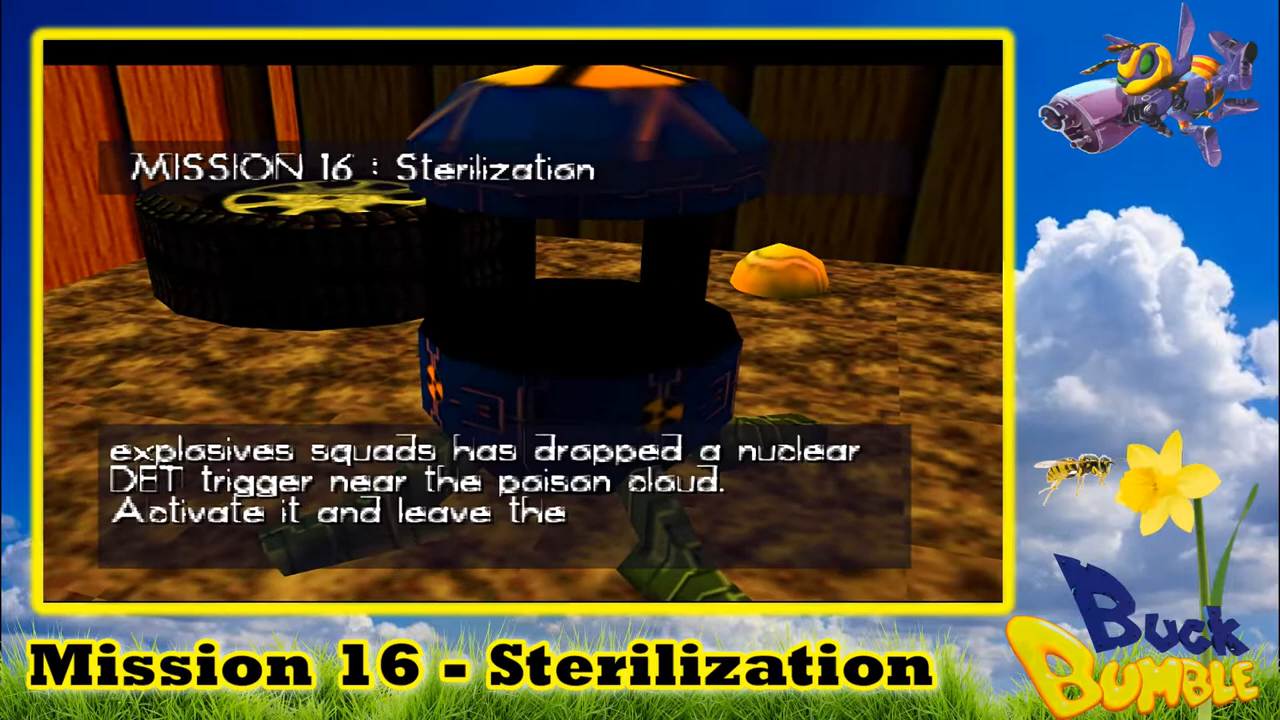 MISSION 16 : Sterilization
explosives squads has dropped a nuclear
DET trigger near the poison cloud.
Activate it and leave the
Mission 16 - Sterilization
BUCK
BUMBLE